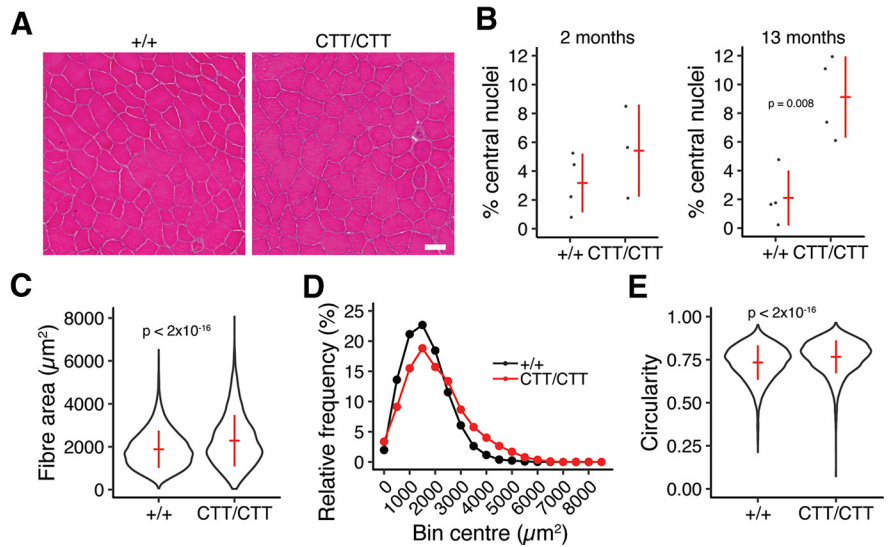 A
+/+
CTT/CTT
B
2 months
% central nuclei
12
10
8
6
4
2
0
+/+ CTT/CTT
13 months
% central nuclei
12
10
8
6
4
2
0
p = 0.008
+/+ CTT/CTT
C
Fibre area (µm²)
8000
6000
4000
2000
0
p < 2x10⁻¹⁶
+/+
CTT/CTT
D
Relative frequency (%)
25
20
15
10
5
0
+/+
CTT/CTT
0
1000
2000
3000
4000
5000
6000
7000
8000
Bin centre (µm²)
E
Circularity
1.00
0.75
0.50
0.25
0.00
p < 2x10⁻¹⁶
+/+
CTT/CTT